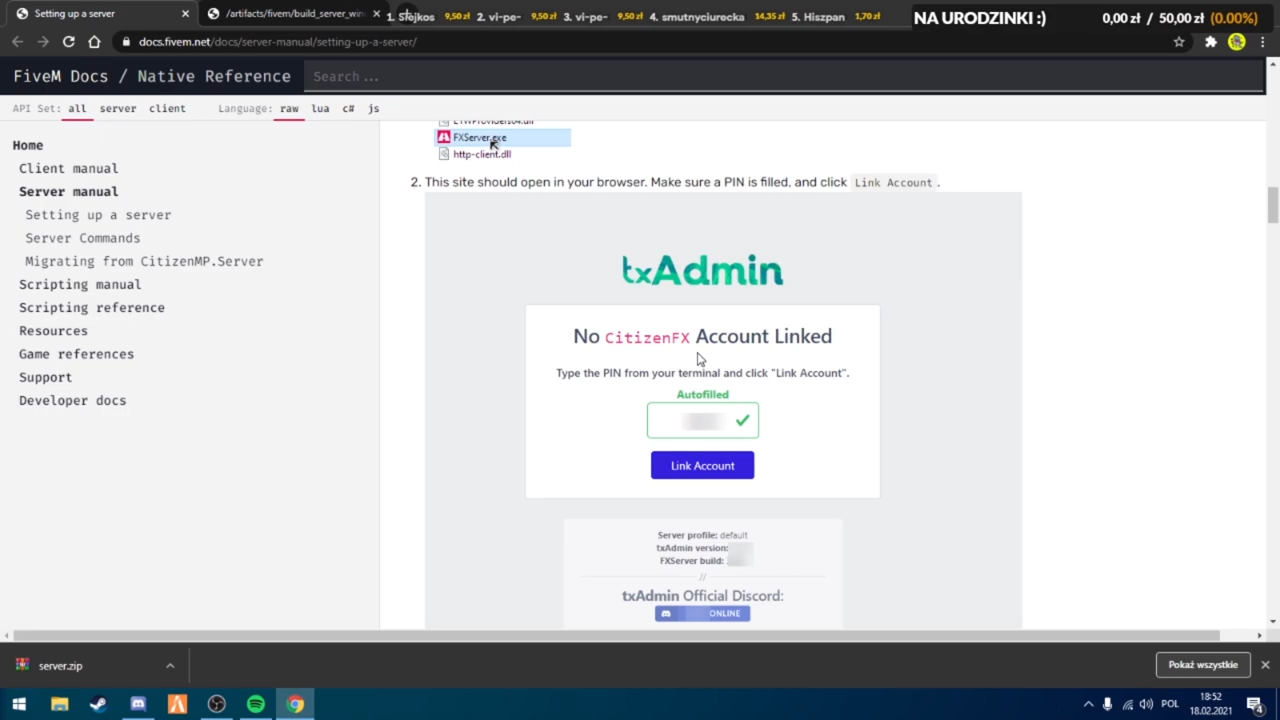 Setting up a server
/artifacts/fivem/build_server_win
1. Slejkos 9,50 zł 2. vi-pe- 9,50 zł 3. vi-pe- 9,50 zł 4. smutnyciurecka 14,35 zł 5. Hiszpan 1,70 zł
NA URODZINKI :)
0,00 zł / 50,00 zł (0.00%)
docs.fivem.net/docs/server-manual/setting-up-a-server/
FiveM Docs / Native Reference
Search ...
API Set: all server client Language: raw lua c# js
FXServer.exe
http-client.dll
Home
Client manual
Server manual
Setting up a server
Server Commands
Migrating from CitizenMP.Server
Scripting manual
Scripting reference
Resources
Game references
Support
Developer docs
2. This site should open in your browser. Make sure a PIN is filled, and click Link Account .
txAdmin
No CitizenFX Account Linked
Type the PIN from your terminal and click "Link Account".
Autofilled
Link Account
Server profile: default
txAdmin version:
FXServer build:
//
txAdmin Official Discord:
ONLINE
server.zip
Pokaż wszystkie
POL
18:52
18.02.2021
4